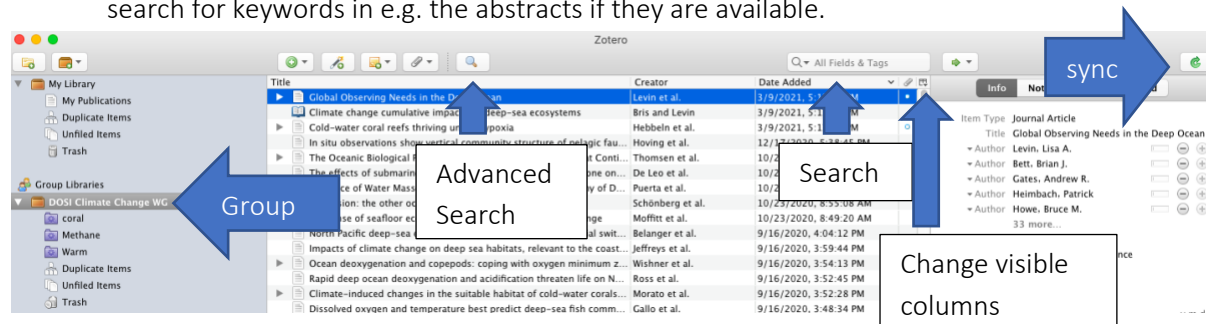 search for keywords in e.g. the abstracts if they are available.
Zotero
All Fields & Tags
sync
My Library
My Publications
Duplicate Items
Unfiled Items
Trash
Group Libraries
DOSI Climate Change WG
coral
Methane
Warm
Duplicate Items
Unfiled Items
Trash
Group
Title Creator Date Added
Global Observing Needs in the Ocean Levin et al. 3/9/2021,
Climate change cumulative deep-sea ecosystems Bris and Levin 3/9/2021,
Cold-water coral reefs thriving Hebbeln et al. 3/9/2021,
In situ observations show vertical community structure of pelagic fau... Hoving et al. 12/17/2020, 5:38:45 PM
The Oceanic Biological Conti... Thomsen et al.
The effects of submarin one on... De Leo et al.
ce of Water Mass y of D... Puerta et al.
sion: the other oc Schönberg et al. 10/23/2020, 8:55:08 AM
se of seafloor ec nge Moffitt et al. 10/23/2020, 8:49:20 AM
North Pacific deep-sea al swit... Belanger et al. 9/16/2020, 4:04:12 PM
Impacts of climate change on deep sea habitats, relevant to the coast... Jeffreys et al. 9/16/2020, 3:59:44 PM
Ocean deoxygenation and copepods: coping with oxygen minimum z... Wishner et al. 9/16/2020, 3:54:13 PM
Rapid deep ocean deoxygenation and acidification threaten life on N... Ross et al. 9/16/2020, 3:52:45 PM
Climate-induced changes in the suitable habitat of cold-water corals... Morato et al. 9/16/2020, 3:52:28 PM
Dissolved oxygen and temperature best predict deep-sea fish comm... Gallo et al. 9/16/2020, 3:48:34 PM
Advanced
Search
Search
Change visible
columns
Info
Item Type Journal Article
Title Global Observing Needs in the Deep Ocean
Author Levin, Lisa A.
Author Bett, Brian J.
Author Gates, Andrew R.
Author Heimbach, Patrick
Author Howe, Bruce M.
33 more...